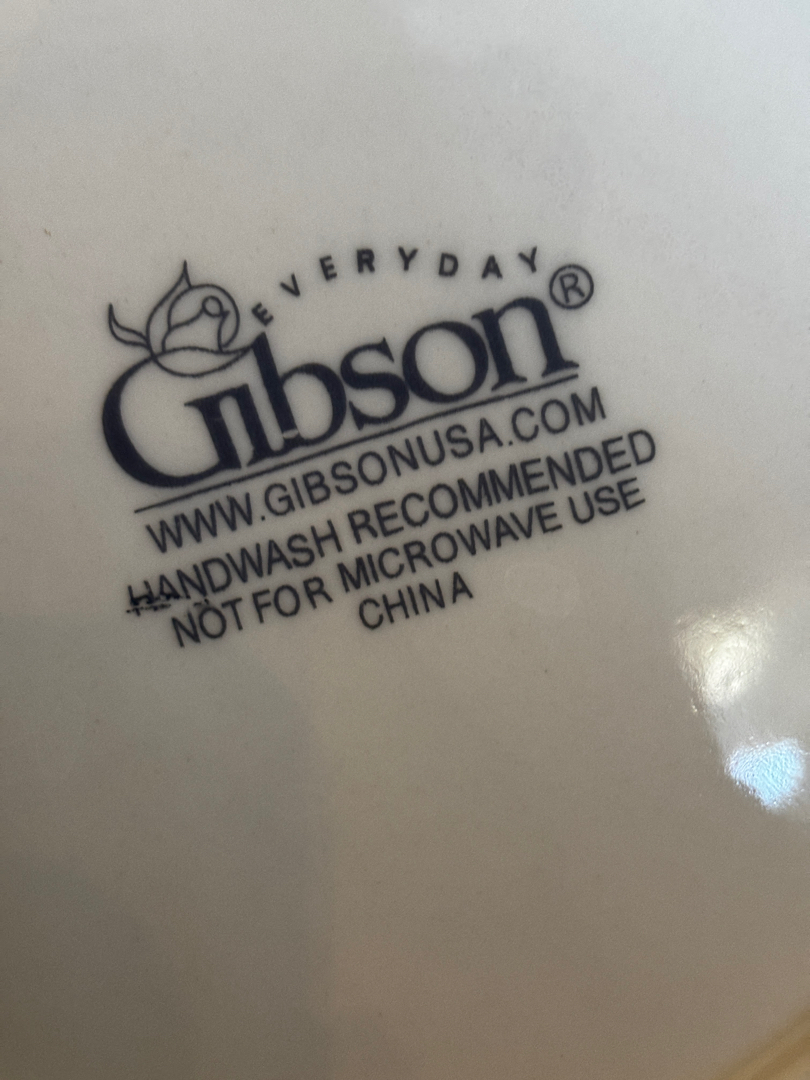 EVERYDAY
Gibson®
WWW.GIBSONUSA.COM
HANDWASH RECOMMENDED
NOT FOR MICROWAVE USE
CHINA